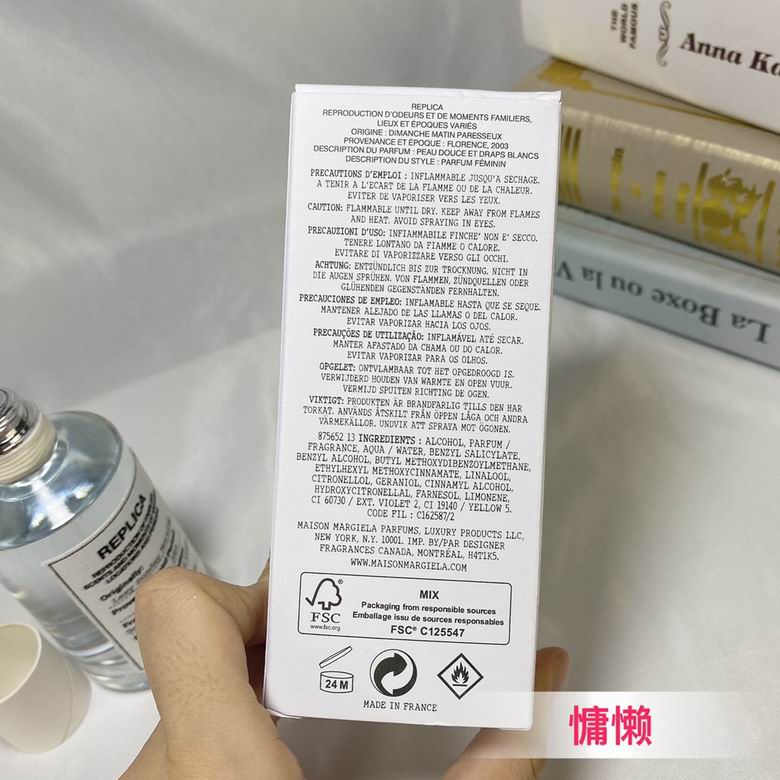 THE
WORLD
FAMOUS
Anna Ka
La Boxe ou la V
REPLICA
REPRODUCTION D'ODEURS ET DE MOMENTS FAMILIERS,
LIEUX ET ÉPOQUES VARIÉS
ORIGINE : DIMANCHE MATIN PARESSEUX
PROVENANCE ET ÉPOQUE : FLORENCE, 2003
DESCRIPTION DU PARFUM : PEAU DOUCE ET DRAPS BLANCS
DESCRIPTION DU STYLE : PARFUM FÉMININ
PRECAUTIONS D'EMPLOI : INFLAMMABLE JUSQU'A SECHAGE.
A TENIR A L'ECART DE LA FLAMME OU DE LA CHALEUR.
EVITER DE VAPORISER VERS LES YEUX.
CAUTION: FLAMMABLE UNTIL DRY. KEEP AWAY FROM FLAMES
AND HEAT. AVOID SPRAYING IN EYES.
PRECAUZIONI D'USO: INFIAMMABILE FINCHE' NON E' SECCO.
TENERE LONTANO DA FIAMME O CALORE.
EVITARE DI VAPORIZZARE VERSO GLI OCCHI.
ACHTUNG: ENTZÜNDLICH BIS ZUR TROCKNUNG. NICHT IN
DIE AUGEN SPRÜHEN. VON FLAMMEN, ZÜNDQUELLEN ODER
GLÜHENDEN GEGENSTÄNDEN FERNHALTEN.
PRECAUCIONES DE EMPLEO: INFLAMABLE HASTA QUE SE SEQUE.
MANTENER ALEJADO DE LAS LLAMAS O DEL CALOR.
EVITAR VAPORIZAR HACIA LOS OJOS.
PRECAUÇÕES DE UTILIZAÇÃO: INFLAMÁVEL ATÉ SECAR.
MANTER AFASTADO DA CHAMA OU DO CALOR.
EVITAR VAPORIZAR PARA OS OLHOS.
OPGELET: ONTVLAMBAAR TOT HET OPGEDROOGD IS.
VERWIJDERD HOUDEN VAN WARMTE EN OPEN VUUR.
VERMIJD SPUITEN RICHTING DE OGEN.
VIKTIGT: PRODUKTEN ÄR BRANDFARLIG TILLS DEN HAR
TORKAT. ANVÄNDS ÅTSKILT FRÅN ÖPPEN LÅGA OCH ANDRA
VÄRMEKÄLLOR. UNDVIK ATT SPRAYA MOT ÖGONEN.
875652 13 INGREDIENTS : ALCOHOL, PARFUM /
FRAGRANCE, AQUA / WATER, BENZYL SALICYLATE,
BENZYL ALCOHOL, BUTYL METHOXYDIBENZOYLMETHANE,
ETHYLHEXYL METHOXYCINNAMATE, LINALOOL,
CITRONELLOL, GERANIOL, CINNAMYL ALCOHOL,
HYDROXYCITRONELLAL, FARNESOL, LIMONENE,
CI 60730 / EXT. VIOLET 2, CI 19140 / YELLOW 5.
CODE FIL : C162587/2
MAISON MARGIELA PARFUMS, LUXURY PRODUCTS LLC,
NEW YORK, N.Y. 10001. IMP. BY/PAR DESIGNER
FRAGRANCES CANADA, MONTRÉAL, H4T1K5.
WWW.MAISONMARGIELA.COM
FSC
www.fsc.org
MIX
Packaging from responsible sources
Emballage issu de sources responsables
FSC® C125547
24 M
MADE IN FRANCE
REPLICA
Originally:
慵懒